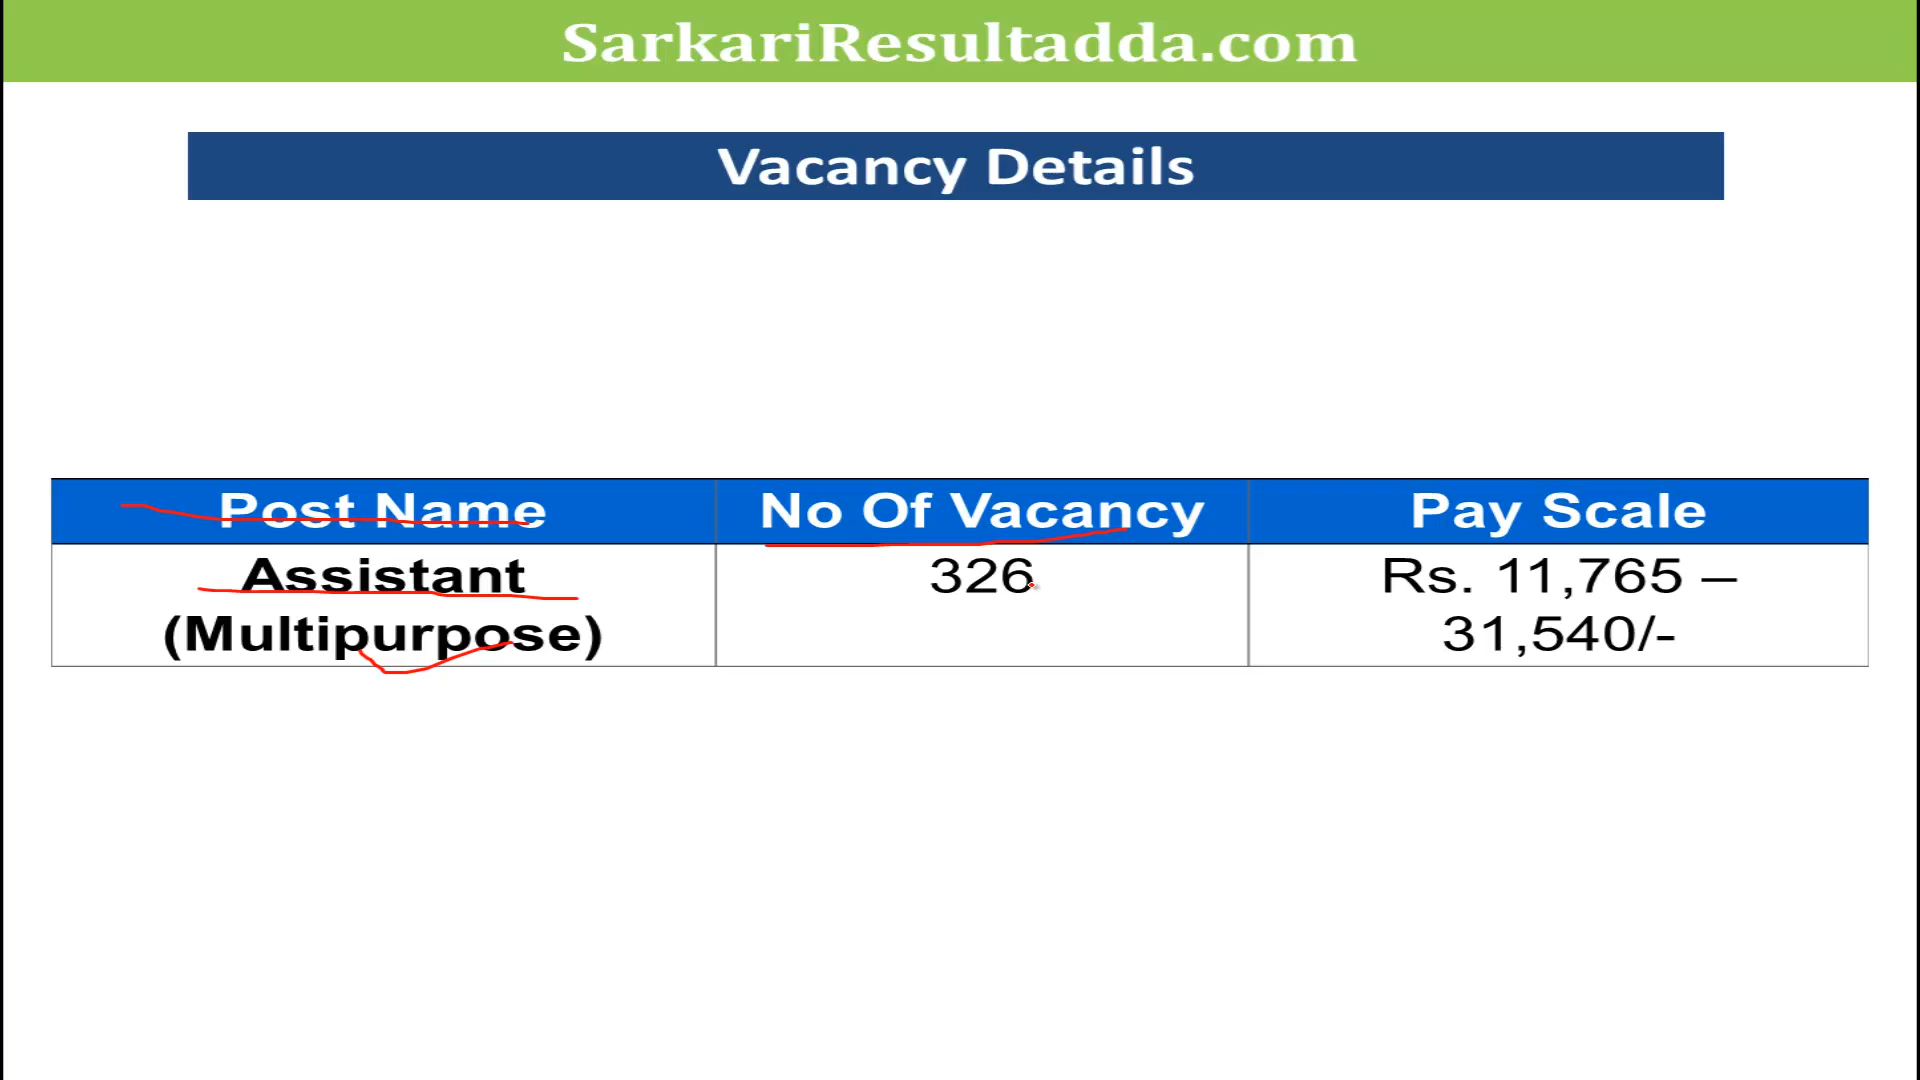 SarkariResultadda.com
Vacancy Details
Post Name No Of Vacancy Pay Scale
Assistant 326 Rs. 11,765 –
(Multipurpose) 31,540/-